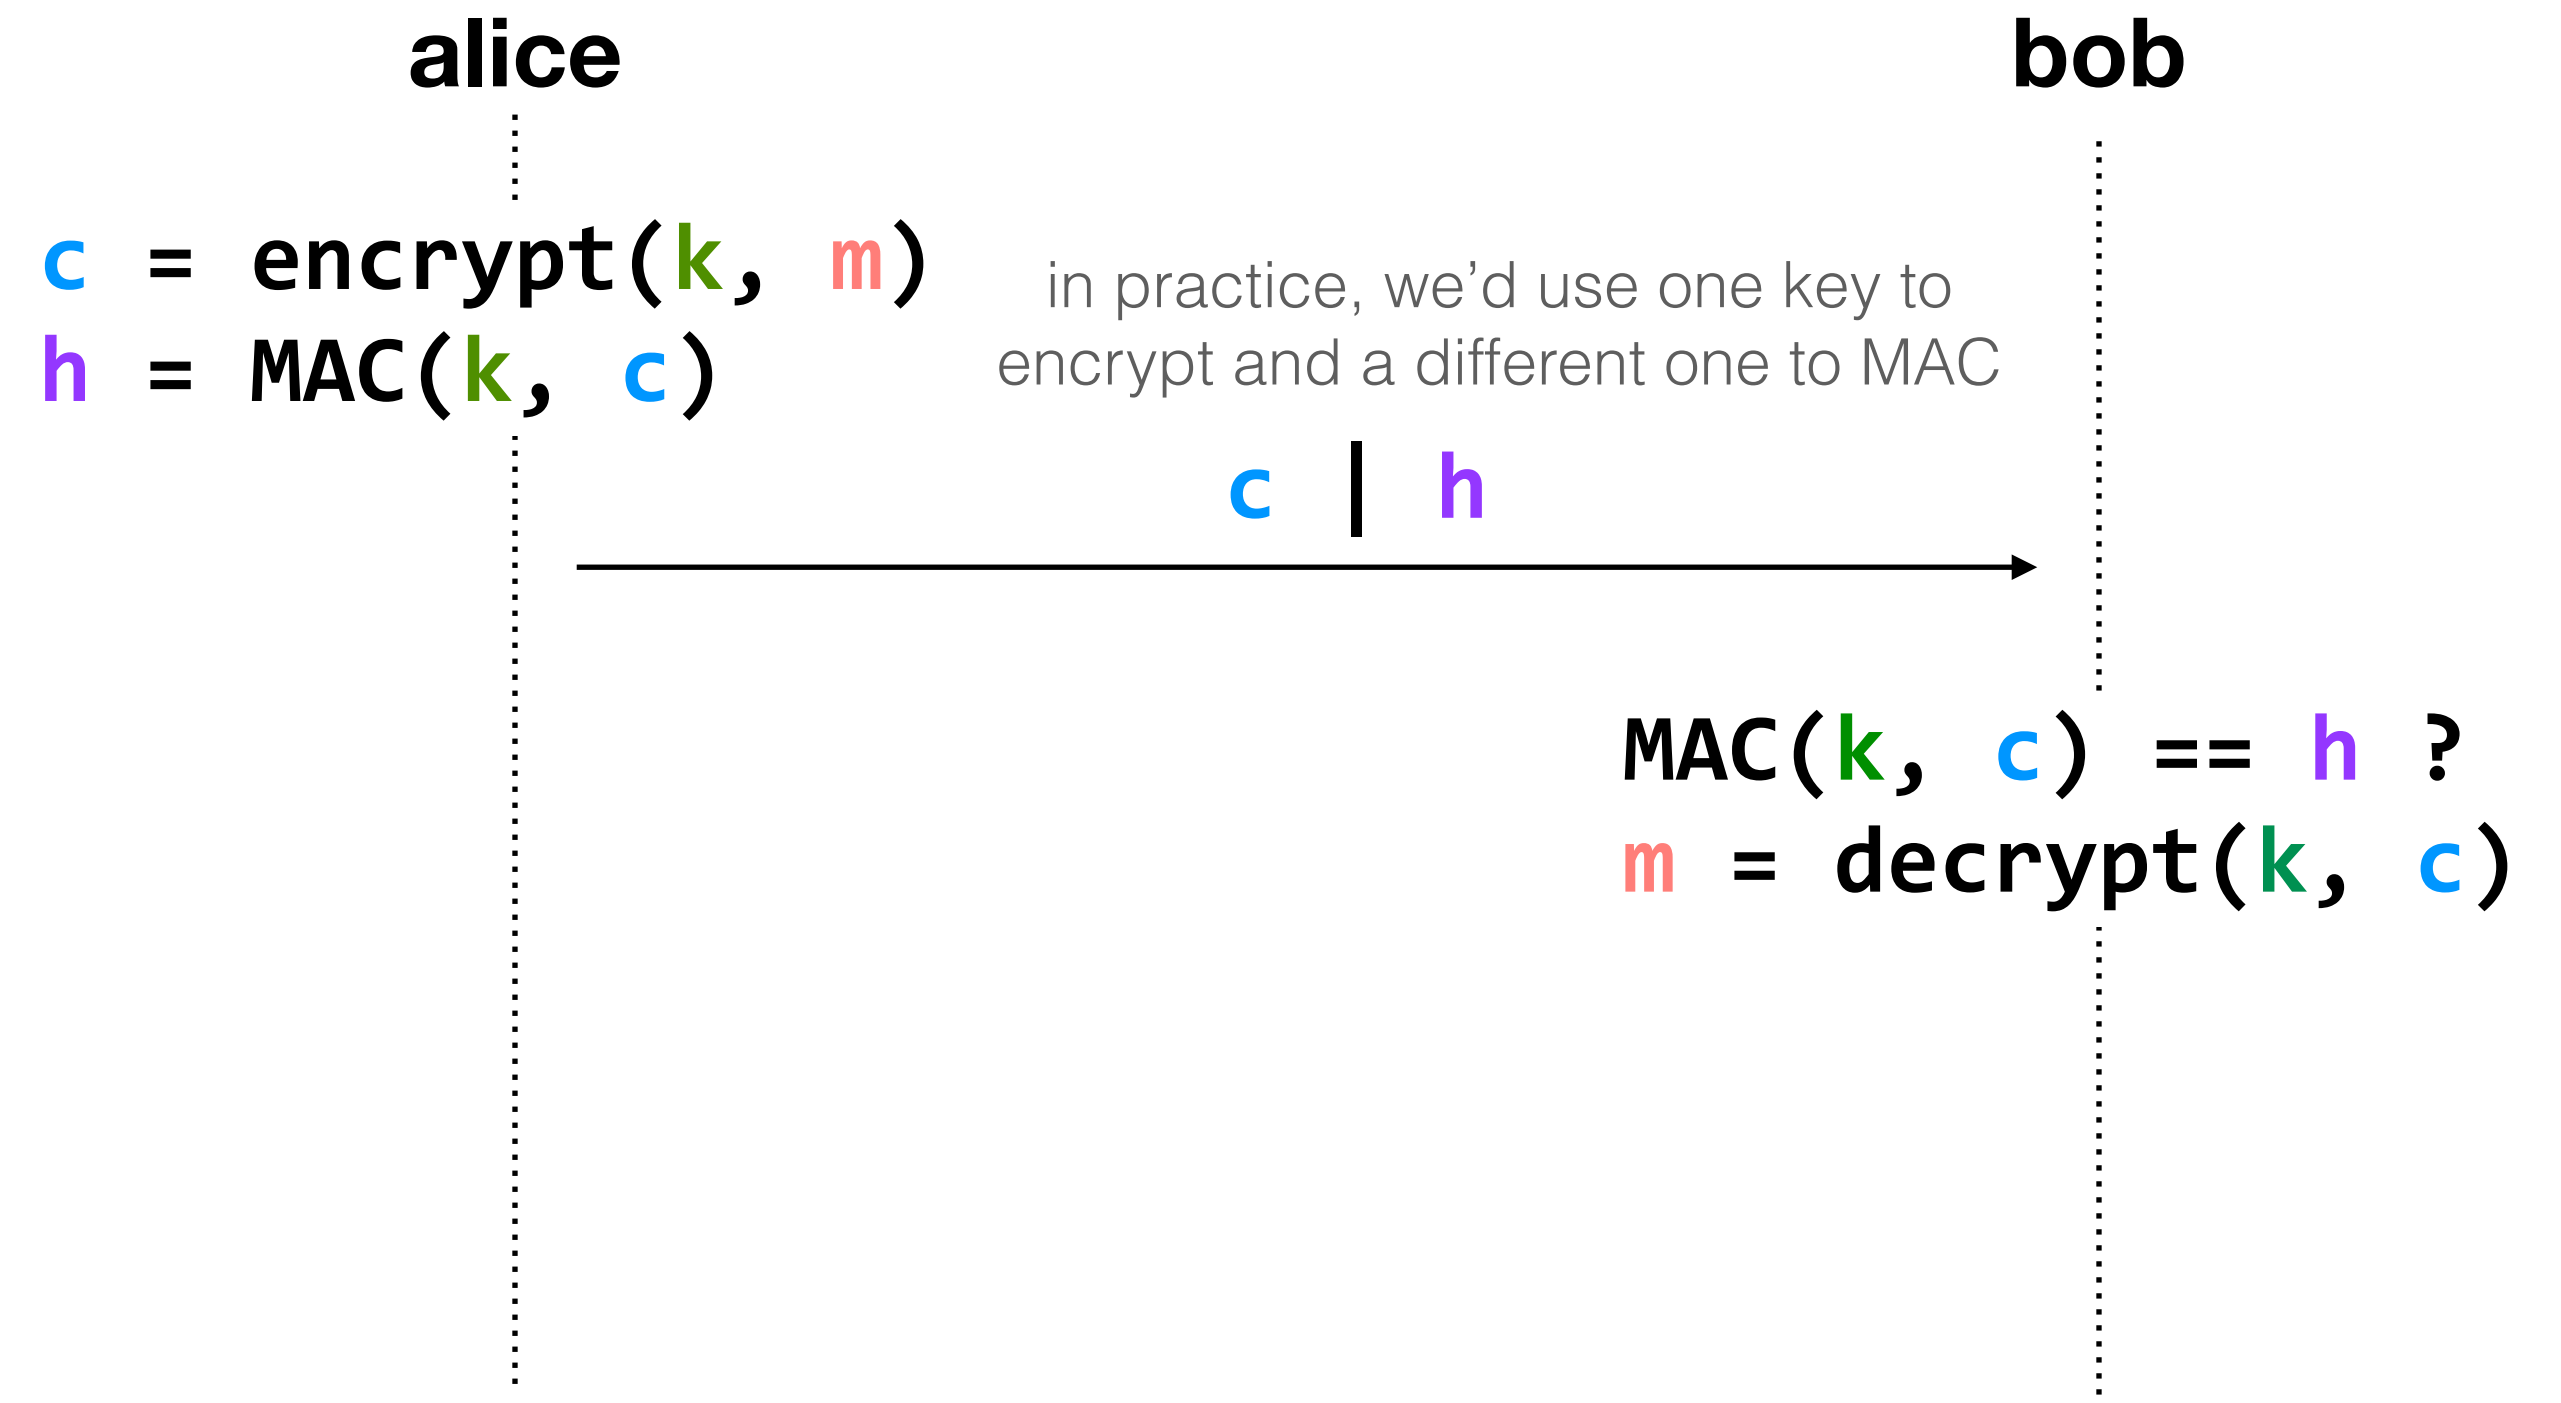 alice
bob
c = encrypt(k, m)
h = MAC(k, c)
in practice, we’d use one key to
encrypt and a different one to MAC
c | h
MAC(k, c) == h ?
m = decrypt(k, c)